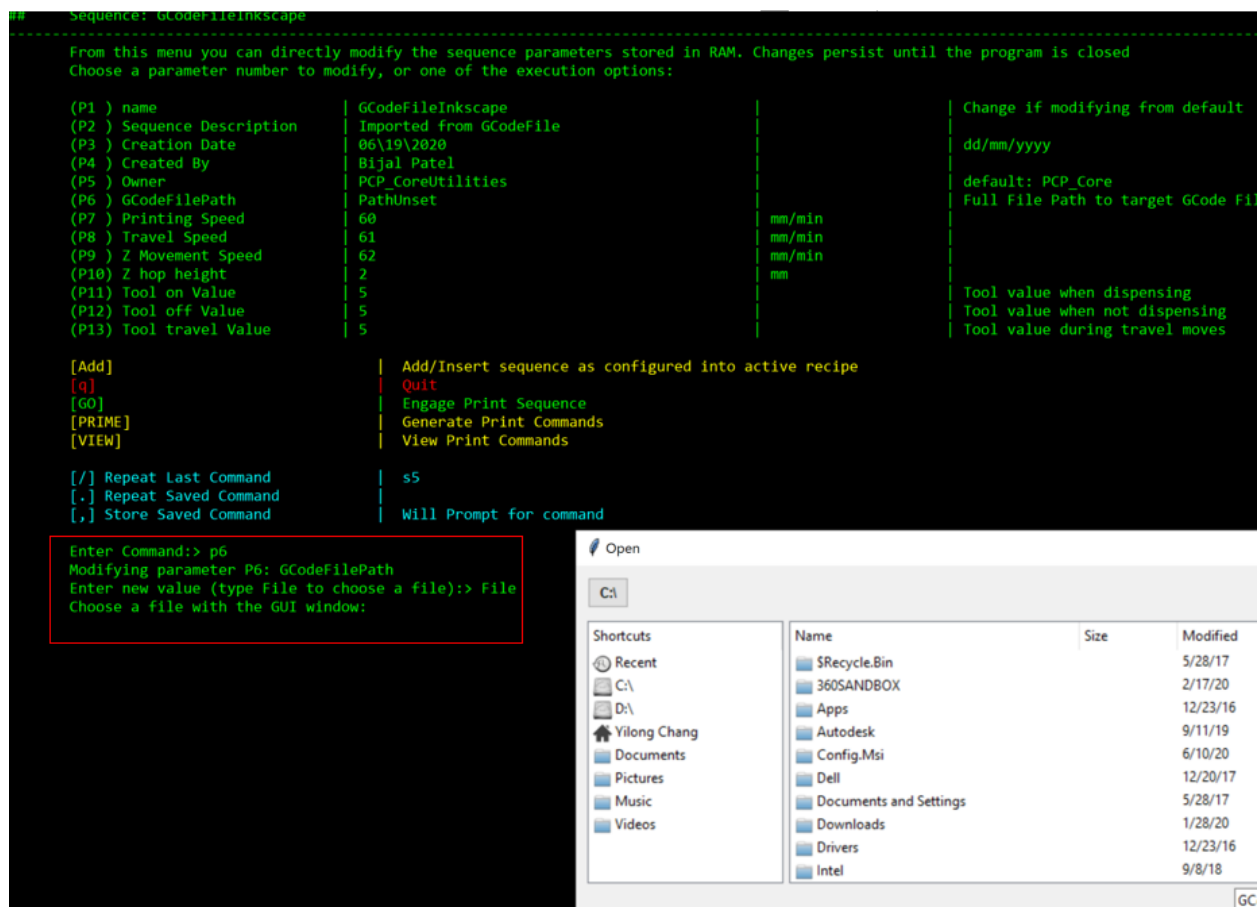 ## Sequence: GCodeFileInkscape
From this menu you can directly modify the sequence parameters stored in RAM. Changes persist until the program is closed
Choose a parameter number to modify, or one of the execution options:
(P1 ) name | GCodeFileInkscape | | Change if modifying from default
(P2 ) Sequence Description | Imported from GCodeFile | |
(P3 ) Creation Date | 06\19\2020 | | dd/mm/yyyy
(P4 ) Created By | Bijal Patel | |
(P5 ) Owner | PCP_CoreUtilities | | default: PCP_Core
(P6 ) GCodeFilePath | PathUnset | | Full File Path to target GCode Fil
(P7 ) Printing Speed | 60 | mm/min |
(P8 ) Travel Speed | 61 | mm/min |
(P9 ) Z Movement Speed | 62 | mm/min |
(P10) Z hop height | 2 | mm |
(P11) Tool on Value | 5 | | Tool value when dispensing
(P12) Tool off Value | 5 | | Tool value when not dispensing
(P13) Tool travel Value | 5 | | Tool value during travel moves
[Add] | Add/Insert sequence as configured into active recipe
[q] | Quit
[GO] | Engage Print Sequence
[PRIME] | Generate Print Commands
[VIEW] | View Print Commands
[/] Repeat Last Command | s5
[.] Repeat Saved Command |
[,] Store Saved Command | Will Prompt for command
Enter Command:> p6
Modifying parameter P6: GCodeFilePath
Enter new value (type File to choose a file):> File
Choose a file with the GUI window:
Open
C:\
Shortcuts
Recent
C:\
D:\
Yilong Chang
Documents
Pictures
Music
Videos
Name Size Modified
$Recycle.Bin 5/28/17
360SANDBOX 2/17/20
Apps 12/23/16
Autodesk 9/11/19
Config.Msi 6/10/20
Dell 12/20/17
Documents and Settings 5/28/17
Downloads 1/28/20
Drivers 12/23/16
Intel 9/8/18
GC